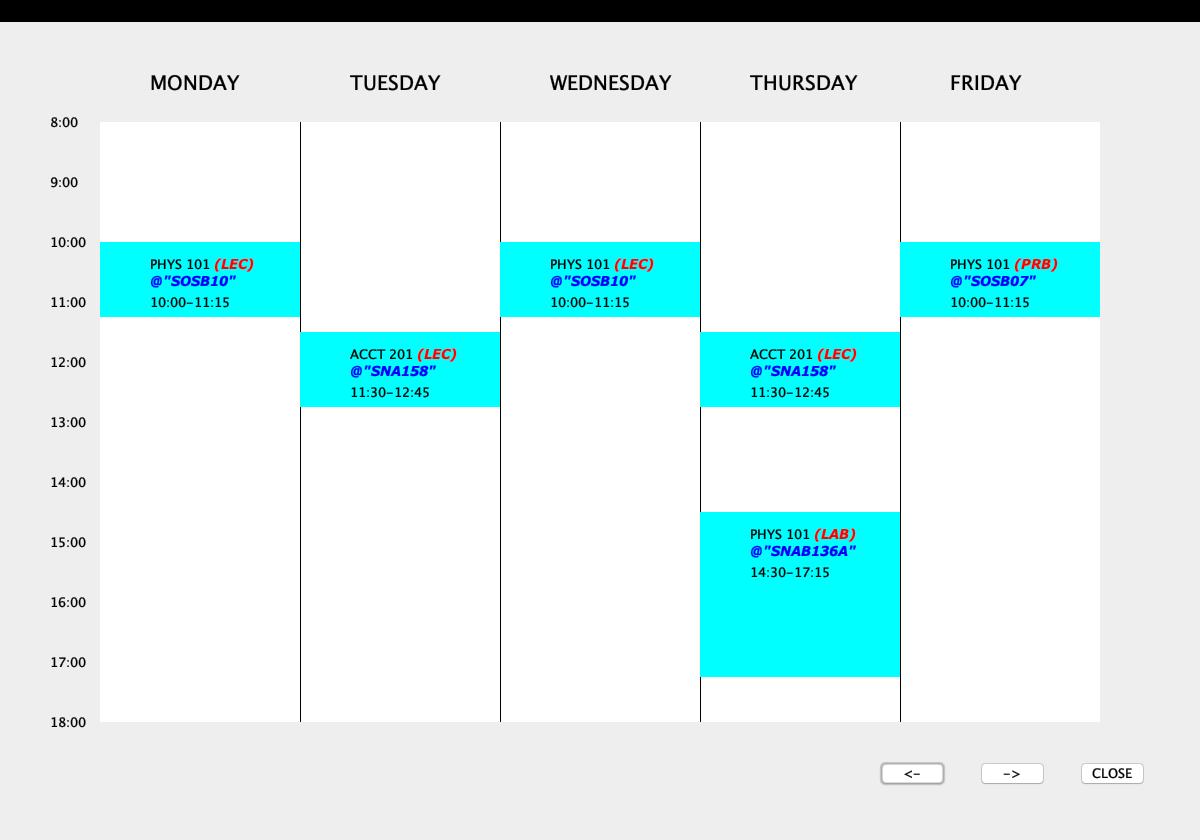 MONDAY TUESDAY WEDNESDAY THURSDAY FRIDAY
8:00
9:00
10:00
PHYS 101 (LEC)
@"SOSB10"
10:00-11:15
PHYS 101 (LEC)
@"SOSB10"
10:00-11:15
PHYS 101 (PRB)
@"SOSB07"
10:00-11:15
11:00
ACCT 201 (LEC)
@"SNA158"
11:30-12:45
ACCT 201 (LEC)
@"SNA158"
11:30-12:45
12:00
13:00
14:00
PHYS 101 (LAB)
@"SNAB136A"
14:30-17:15
15:00
16:00
17:00
18:00
<- -> CLOSE